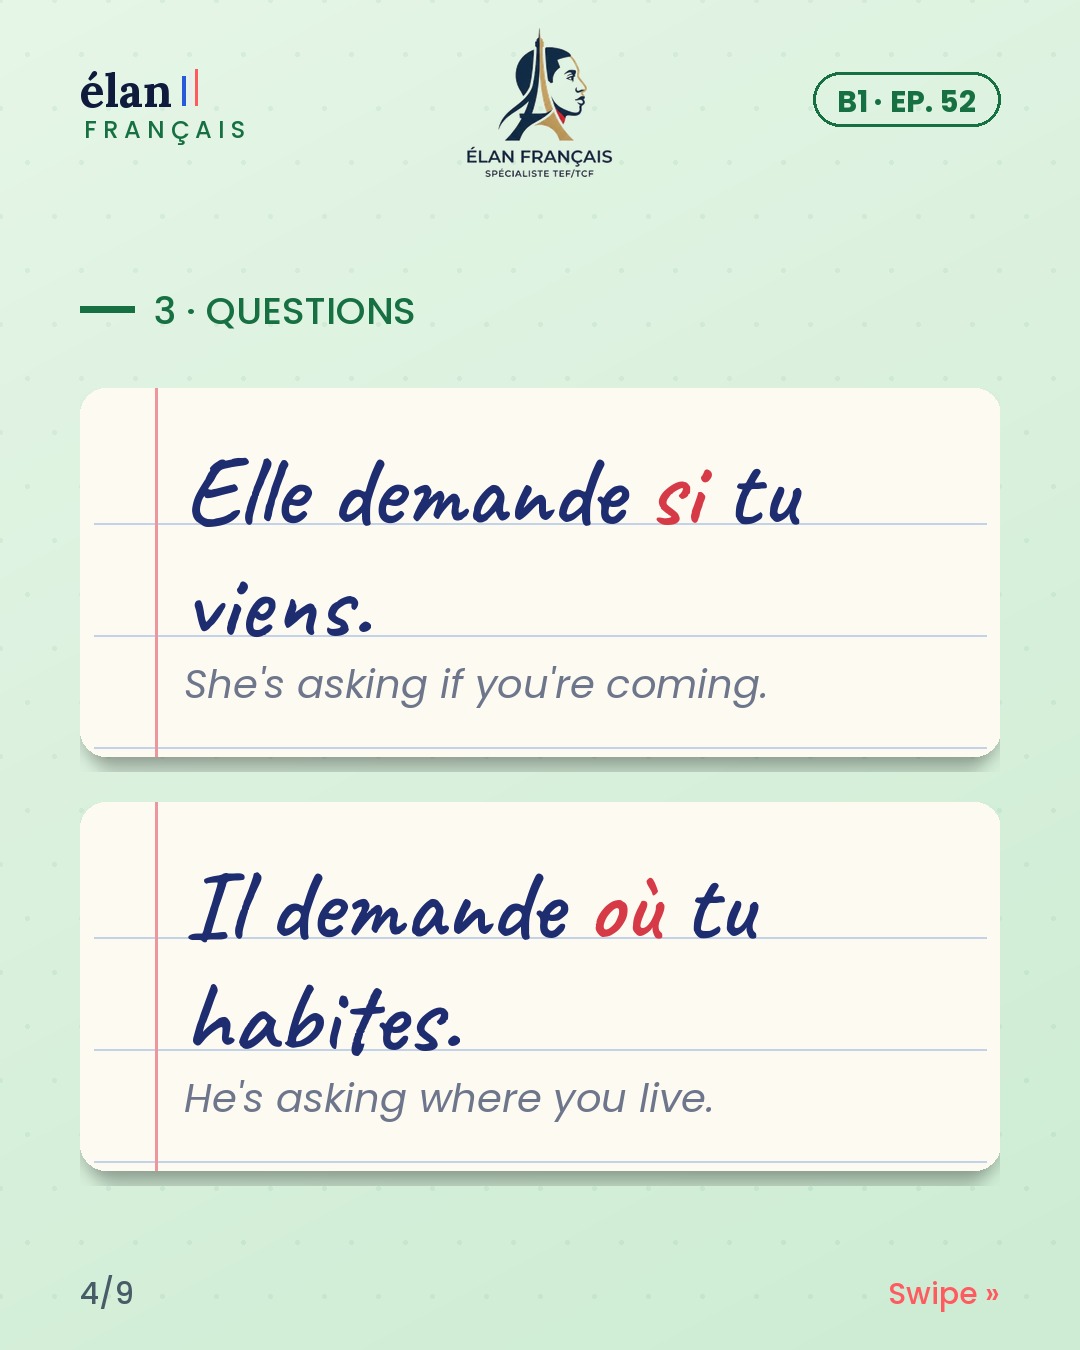 élan
FRANÇAIS
ÉLAN FRANÇAIS
SPÉCIALISTE TEF/TCF
B1 · EP. 52
3 · QUESTIONS
Elle demande si tu
viens.
She's asking if you're coming.
Il demande où tu
habites.
He's asking where you live.
4/9
Swipe »